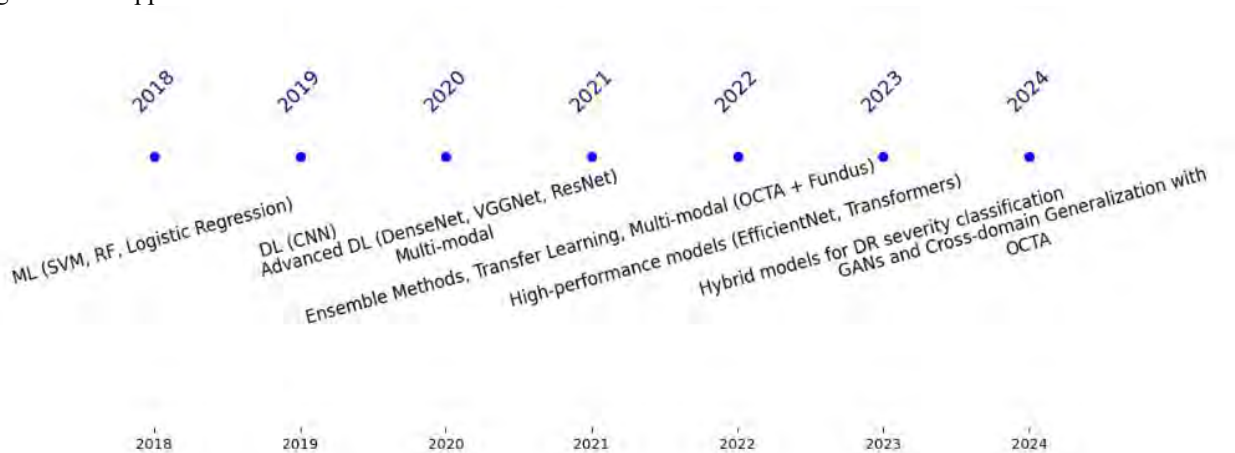 2018
2019
2020
2021
2022
2023
2024
ML (SVM, RF, Logistic Regression)
DL (CNN)
Advanced DL (DenseNet, VGGNet, ResNet)
Multi-modal
Ensemble Methods, Transfer Learning, Multi-modal (OCTA + Fundus)
High-performance models (EfficientNet, Transformers)
Hybrid models for DR severity classification
GANs and Cross-domain Generalization with
OCTA
2018
2019
2020
2021
2022
2023
2024